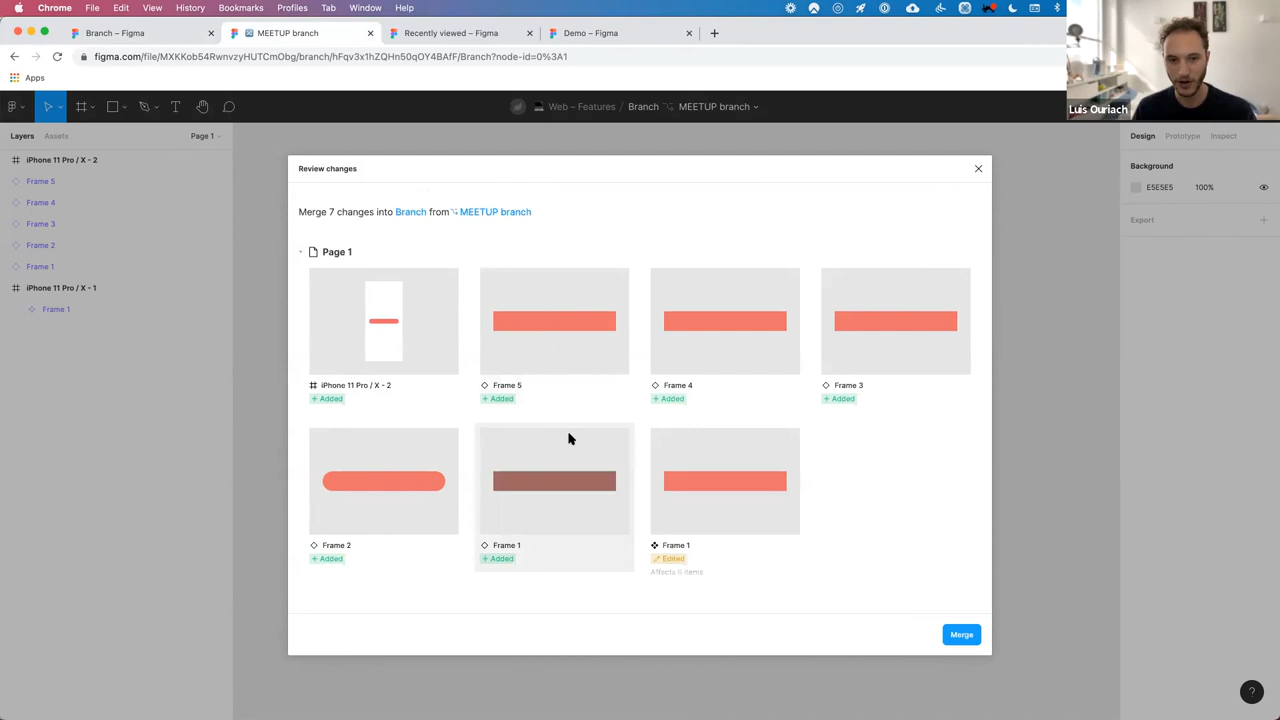 Chrome File Edit View History Bookmarks Profiles Tab Window Help
Branch – Figma
MEETUP branch
Recently viewed – Figma
Demo – Figma
figma.com/file/MXKKob54RwnvzyHUTCmObg/branch/hFqv3x1hZQHn50qOY4BAfF/Branch?node-id=0%3A1
Apps
Luis Ouriach
Web – Features / Branch MEETUP branch
Layers Assets Page 1
Design Prototype Inspect
iPhone 11 Pro / X - 2
Frame 5
Frame 4
Frame 3
Frame 2
Frame 1
iPhone 11 Pro / X - 1
Frame 1
Background
E5E5E5 100%
Export
Review changes
Merge 7 changes into Branch from MEETUP branch
Page 1
iPhone 11 Pro / X - 2
+ Added
Frame 5
+ Added
Frame 4
+ Added
Frame 3
+ Added
Frame 2
+ Added
Frame 1
+ Added
Frame 1
Edited
Merge
?